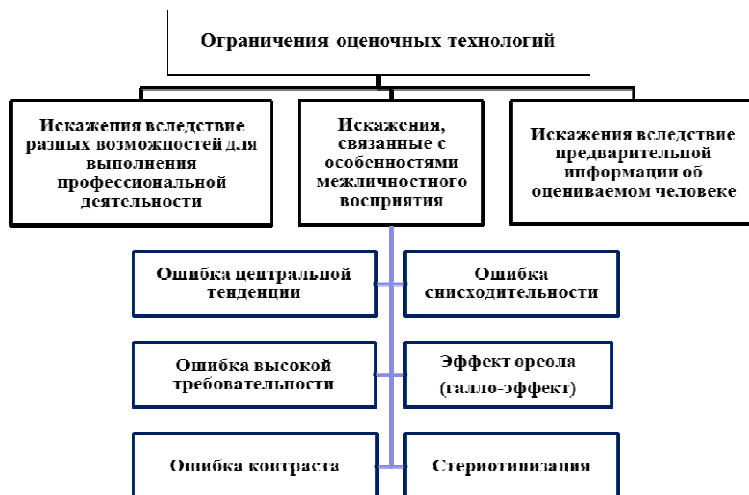 Ограничения оценочных технологий
Искажения вследствие
разных возможностей для
выполнения
профессиональной
деятельности
Искажения,
связанные с
особенностями
межличностного
восприятия
Искажения вследствие
предварительной
информации об
оцениваемом человеке
Ошибка центральной
тенденции
Ошибка
снисходительности
Ошибка высокой
требовательности
Эффект ореола
(галло-эффект)
Ошибка контраста
Стериотипизация